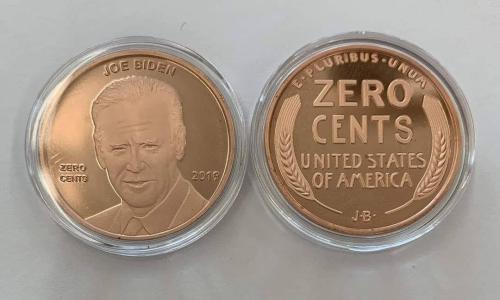 JOE BIDEN
ZERO
CENTS
2019
E·PLURIBUS·UNUM
ZERO
CENTS
UNITED STATES
OF AMERICA
J·B·